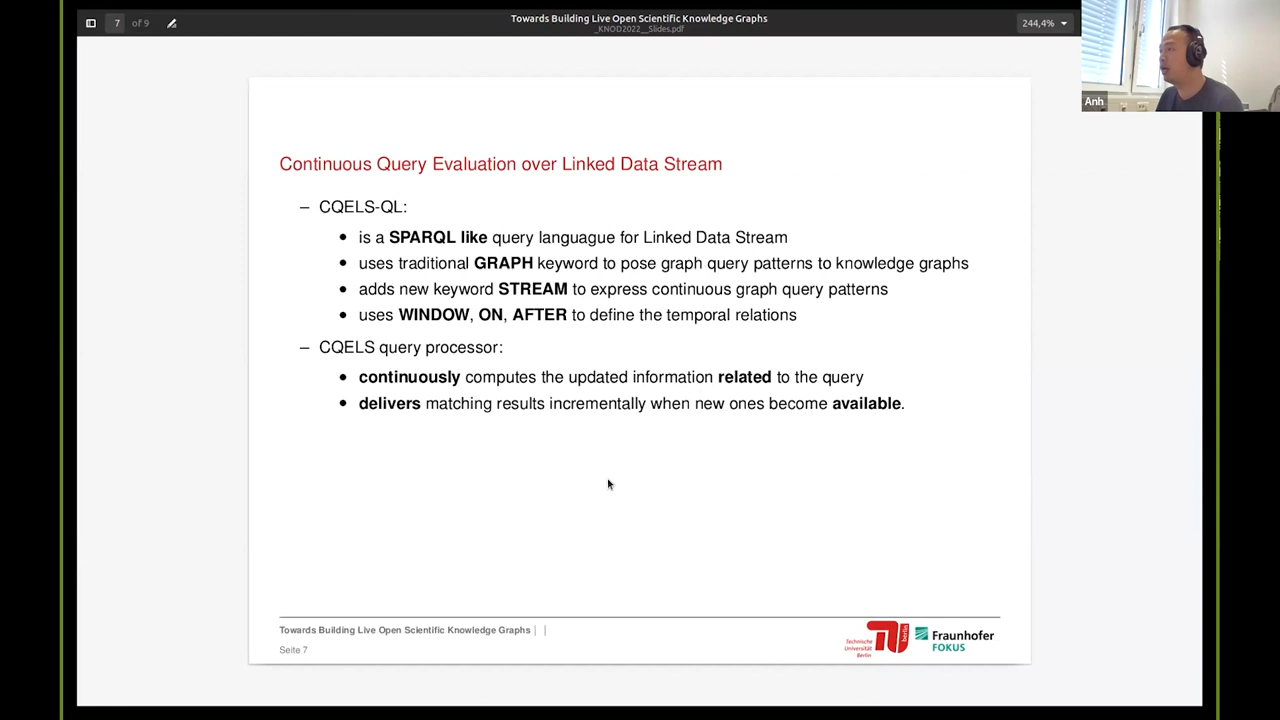 7 of 9
Towards Building Live Open Scientific Knowledge Graphs
_KNOD2022__Slides.pdf
244,4%
Anh
Continuous Query Evaluation over Linked Data Stream
– CQELS-QL:
• is a SPARQL like query languague for Linked Data Stream
• uses traditional GRAPH keyword to pose graph query patterns to knowledge graphs
• adds new keyword STREAM to express continuous graph query patterns
• uses WINDOW, ON, AFTER to define the temporal relations
– CQELS query processor:
• continuously computes the updated information related to the query
• delivers matching results incrementally when new ones become available.
Towards Building Live Open Scientific Knowledge Graphs | |
Seite 7
Technische
Universität
Berlin
berlin
Fraunhofer
FOKUS